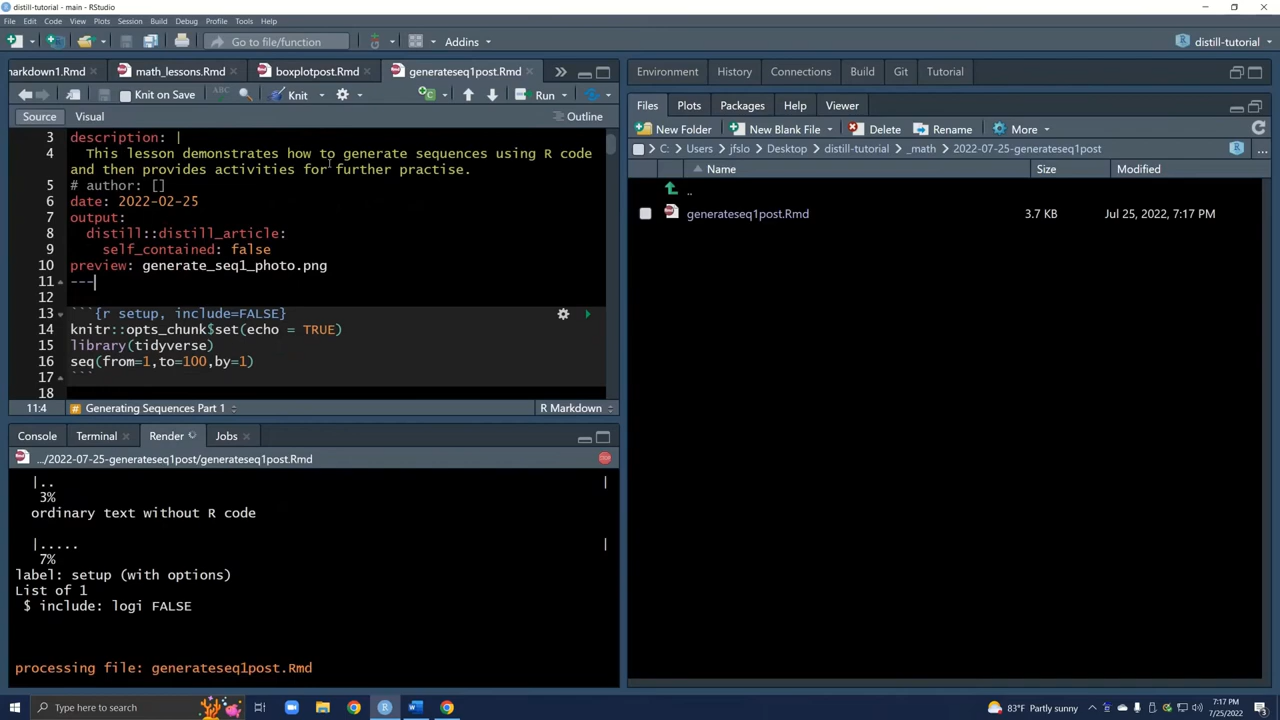 distill-tutorial - main - RStudio
File Edit Code View Plots Session Build Debug Profile Tools Help
Go to file/function Addins distill-tutorial
markdown1.Rmd math_lessons.Rmd boxplotpost.Rmd generateseq1post.Rmd
Knit on Save ABC Knit Run
Source Visual Outline
3 description: |
4 This lesson demonstrates how to generate sequences using R code
and then provides activities for further practise.
5 # author: []
6 date: 2022-02-25
7 output:
8 distill::distill_article:
9 self_contained: false
10 preview: generate_seq1_photo.png
11 ---
12
13 ```{r setup, include=FALSE}
14 knitr::opts_chunk$set(echo = TRUE)
15 library(tidyverse)
16 seq(from=1,to=100,by=1)
17 ```
18
11:4 # Generating Sequences Part 1 R Markdown
Console Terminal Render Jobs
.../2022-07-25-generateseq1post/generateseq1post.Rmd
|.. |
3%
ordinary text without R code
|..... |
7%
label: setup (with options)
List of 1
$ include: logi FALSE
processing file: generateseq1post.Rmd
Environment History Connections Build Git Tutorial
Files Plots Packages Help Viewer
New Folder New Blank File Delete Rename More
C: Users jfslo Desktop distill-tutorial _math 2022-07-25-generateseq1post ...
Name Size Modified
..
generateseq1post.Rmd 3.7 KB Jul 25, 2022, 7:17 PM
Type here to search
83°F Partly sunny
7:17 PM
7/25/2022
3